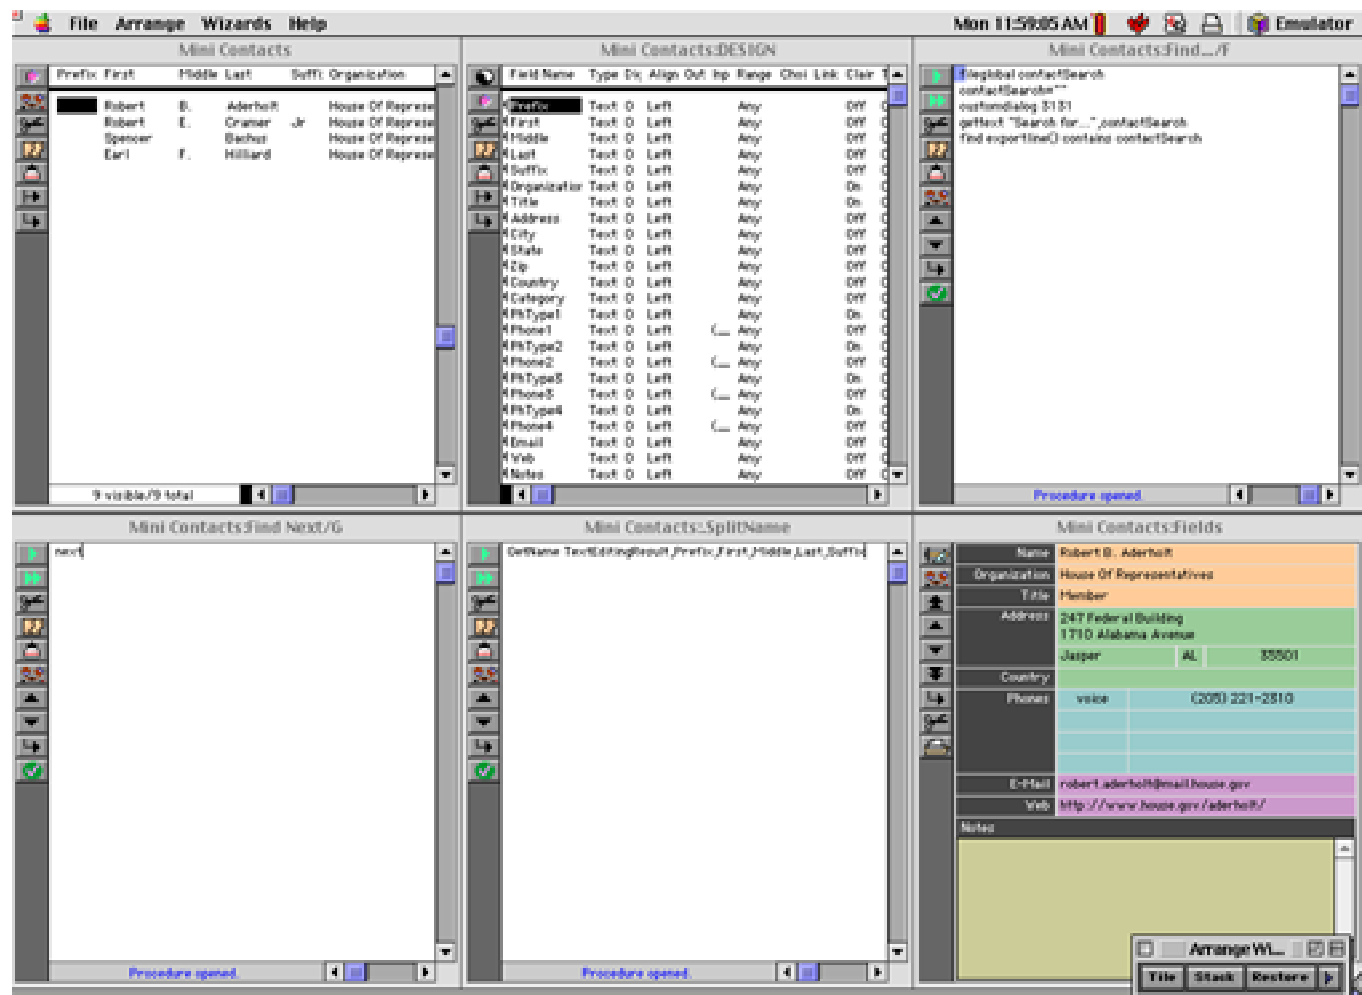 File Arrange Wizards Help Mon 11:59:05 AM Emulator
Mini Contacts
Prefix First Middle Last Suffi: Organization
Robert B. Aderholt House Of Represe
Robert E. Cramer Jr House Of Represe
Spencer Bachus House Of Represe
Earl F. Hilliard House Of Represe
9 visible/9 total
Mini Contacts:DESIGN
Field Name Type Di Align Out Inp Range Choi Link Clair
Prefix Text 0 Left Any Off
First Text 0 Left Any Off
Middle Text 0 Left Any Off
Last Text 0 Left Any Off
Suffix Text 0 Left Any Off
Organization Text 0 Left Any On
Title Text 0 Left Any On
Address Text 0 Left Any Off
City Text 0 Left Any Off
State Text 0 Left Any Off
Zip Text 0 Left Any Off
Country Text 0 Left Any Off
Category Text 0 Left Any Off
PhType1 Text 0 Left Any On
Phone1 Text 0 Left (... Any Off
PhType2 Text 0 Left Any On
Phone2 Text 0 Left (... Any Off
PhType3 Text 0 Left Any On
Phone3 Text 0 Left (... Any Off
PhType4 Text 0 Left Any On
Phone4 Text 0 Left (... Any Off
Email Text 0 Left Any Off
Web Text 0 Left Any Off
Notes Text 0 Left Any Off
Mini Contacts:Find.../F
fileglobal contactSearch
contactSearch=""
customdialog 3131
gettext "Search for...",contactSearch
find exportline() contains contactSearch
Procedure opened.
Mini Contacts:Find Next/G
next
Procedure opened.
Mini Contacts:.SplitName
GetName TextEditingResult,Prefix,First,Middle,Last,Suffix
Procedure opened.
Mini Contacts:Fields
Name Robert B. Aderholt
Organization House Of Representatives
Title Member
Address 247 Federal Building
1710 Alabama Avenue
Jasper AL 35501
Country
Phones voice (205) 221-2310
E-Mail robert.aderholt@mail.house.gov
Web http://www.house.gov/aderholt/
Notes
Arrange Wi...
Tile Stack Restore